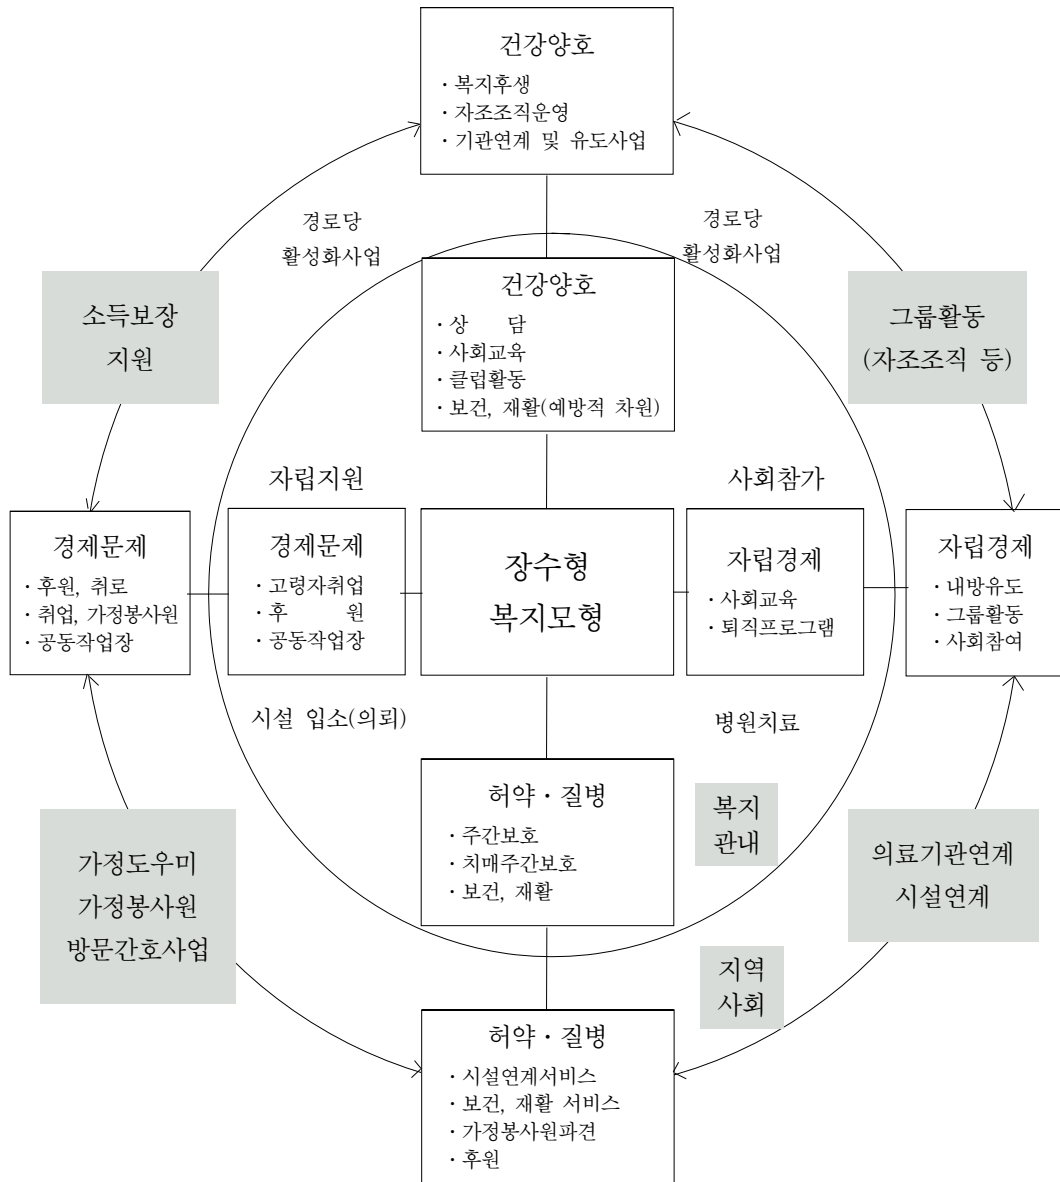 건강양호
· 복지후생
· 자조조직운영
· 기관연계 및 유도사업
경로당
활성화사업
경로당
활성화사업
소득보장
지원
건강양호
· 상 담
· 사회교육
· 클럽활동
· 보건, 재활(예방적 차원)
그룹활동
(자조조직 등)
자립지원
사회참가
경제문제
· 후원, 취로
· 취업, 가정봉사원
· 공동작업장
경제문제
· 고령자취업
· 후 원
· 공동작업장
장수형
복지모형
자립경제
· 사회교육
· 퇴직프로그램
자립경제
· 내방유도
· 그룹활동
· 사회참여
시설 입소(의뢰)
병원치료
허약 · 질병
· 주간보호
· 치매주간보호
· 보건, 재활
복지
관내
가정도우미
가정봉사원
방문간호사업
의료기관연계
시설연계
지역
사회
허약 · 질병
· 시설연계서비스
· 보건, 재활 서비스
· 가정봉사원파견
· 후원